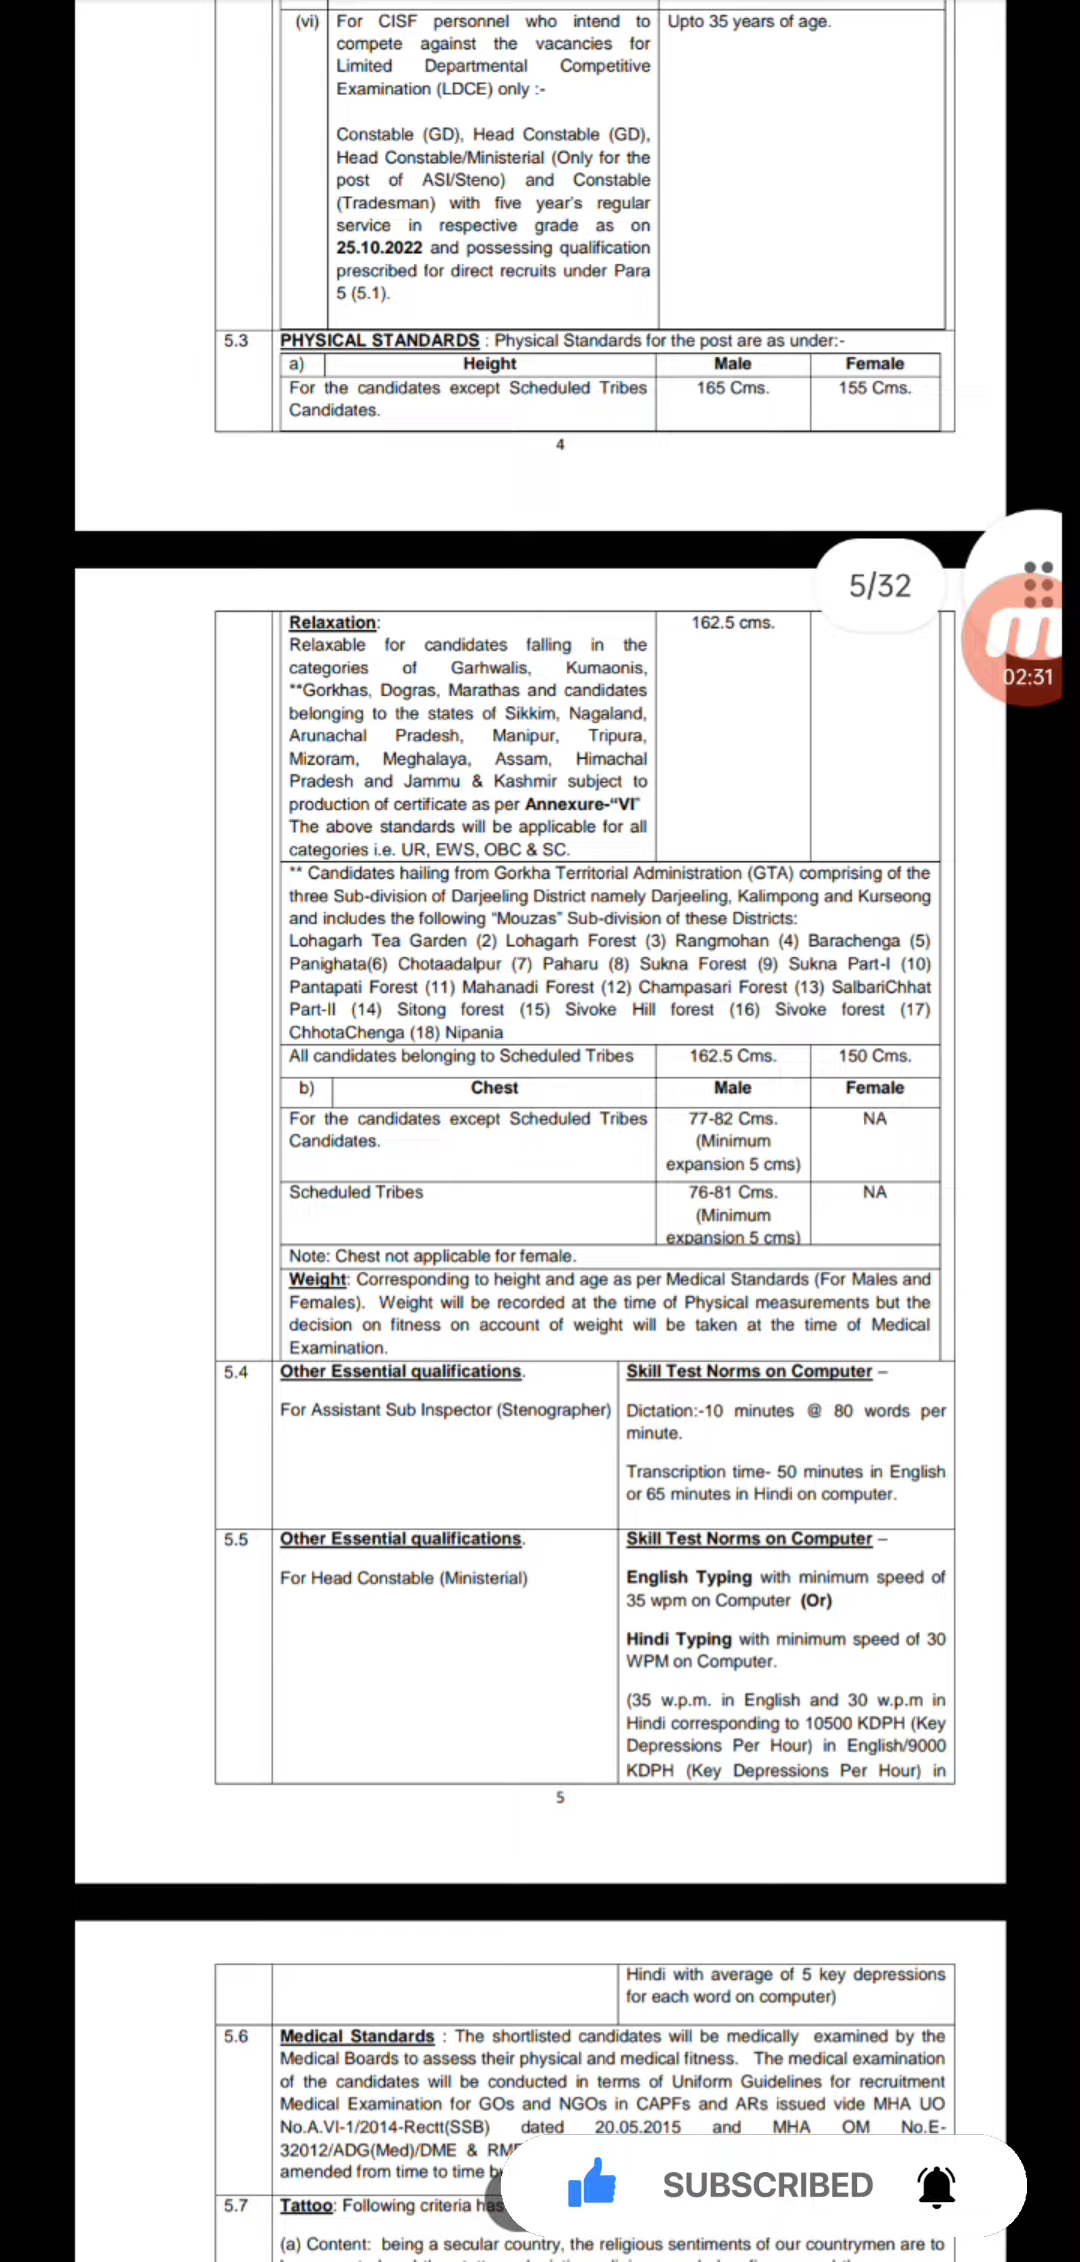 (vi) For CISF personnel who intend to Upto 35 years of age.
compete against the vacancies for
Limited Departmental Competitive
Examination (LDCE) only :-
Constable (GD), Head Constable (GD),
Head Constable/Ministerial (Only for the
post of ASI/Steno) and Constable
(Tradesman) with five year's regular
service in respective grade as on
25.10.2022 and possessing qualification
prescribed for direct recruits under Para
5 (5.1).
5.3 PHYSICAL STANDARDS : Physical Standards for the post are as under:-
a) Height Male Female
For the candidates except Scheduled Tribes 165 Cms. 155 Cms.
Candidates.
4
5/32
02:31
Relaxation: 162.5 cms.
Relaxable for candidates falling in the
categories of Garhwalis, Kumaonis,
**Gorkhas, Dogras, Marathas and candidates
belonging to the states of Sikkim, Nagaland,
Arunachal Pradesh, Manipur, Tripura,
Mizoram, Meghalaya, Assam, Himachal
Pradesh and Jammu & Kashmir subject to
production of certificate as per Annexure-“VI”
The above standards will be applicable for all
categories i.e. UR, EWS, OBC & SC.
** Candidates hailing from Gorkha Territorial Administration (GTA) comprising of the
three Sub-division of Darjeeling District namely Darjeeling, Kalimpong and Kurseong
and includes the following “Mouzas” Sub-division of these Districts:
Lohagarh Tea Garden (2) Lohagarh Forest (3) Rangmohan (4) Barachenga (5)
Panighata(6) Chotaadalpur (7) Paharu (8) Sukna Forest (9) Sukna Part-I (10)
Pantapati Forest (11) Mahanadi Forest (12) Champasari Forest (13) SalbariChhat
Part-II (14) Sitong forest (15) Sivoke Hill forest (16) Sivoke forest (17)
ChhotaChenga (18) Nipania
All candidates belonging to Scheduled Tribes 162.5 Cms. 150 Cms.
b) Chest Male Female
For the candidates except Scheduled Tribes 77-82 Cms. NA
Candidates. (Minimum
expansion 5 cms)
Scheduled Tribes 76-81 Cms. NA
(Minimum
expansion 5 cms)
Note: Chest not applicable for female.
Weight: Corresponding to height and age as per Medical Standards (For Males and
Females). Weight will be recorded at the time of Physical measurements but the
decision on fitness on account of weight will be taken at the time of Medical
Examination.
5.4 Other Essential qualifications. Skill Test Norms on Computer –
For Assistant Sub Inspector (Stenographer) Dictation:-10 minutes @ 80 words per
minute.
Transcription time- 50 minutes in English
or 65 minutes in Hindi on computer.
5.5 Other Essential qualifications. Skill Test Norms on Computer –
For Head Constable (Ministerial) English Typing with minimum speed of
35 wpm on Computer (Or)
Hindi Typing with minimum speed of 30
WPM on Computer.
(35 w.p.m. in English and 30 w.p.m in
Hindi corresponding to 10500 KDPH (Key
Depressions Per Hour) in English/9000
KDPH (Key Depressions Per Hour) in
5
Hindi with average of 5 key depressions
for each word on computer)
5.6 Medical Standards : The shortlisted candidates will be medically examined by the
Medical Boards to assess their physical and medical fitness. The medical examination
of the candidates will be conducted in terms of Uniform Guidelines for recruitment
Medical Examination for GOs and NGOs in CAPFs and ARs issued vide MHA UO
No.A.VI-1/2014-Rectt(SSB) dated 20.05.2015 and MHA OM No.E-
32012/ADG(Med)/DME & RM
amended from time to time
SUBSCRIBED
5.7 Tattoo: Following criteria has
(a) Content: being a secular country, the religious sentiments of our countrymen are to